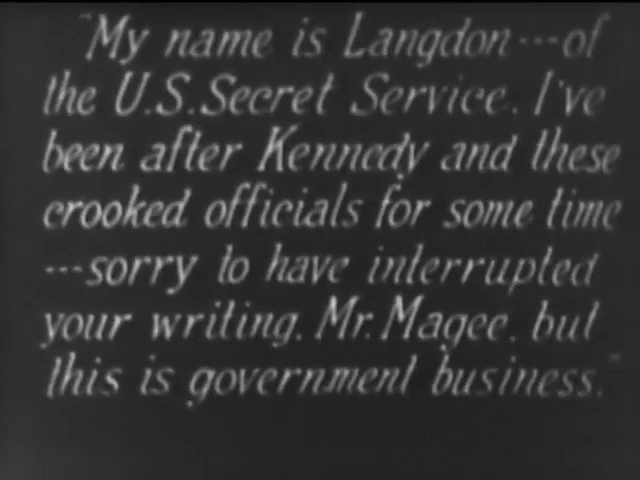 "My name is Langdon---of
the U.S. Secret Service. I've
been after Kennedy and these
crooked officials for some time
---sorry to have interrupted
your writing, Mr. Magee, but
this is government business."